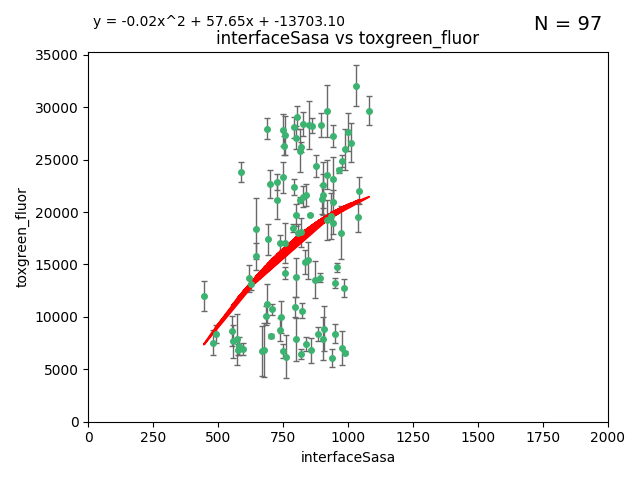 y = -0.02x^2 + 57.65x + -13703.10
N = 97
interfaceSasa vs toxgreen_fluor
35000
30000
25000
20000
15000
10000
5000
0
toxgreen_fluor
0 250 500 750 1000 1250 1500 1750 2000
interfaceSasa